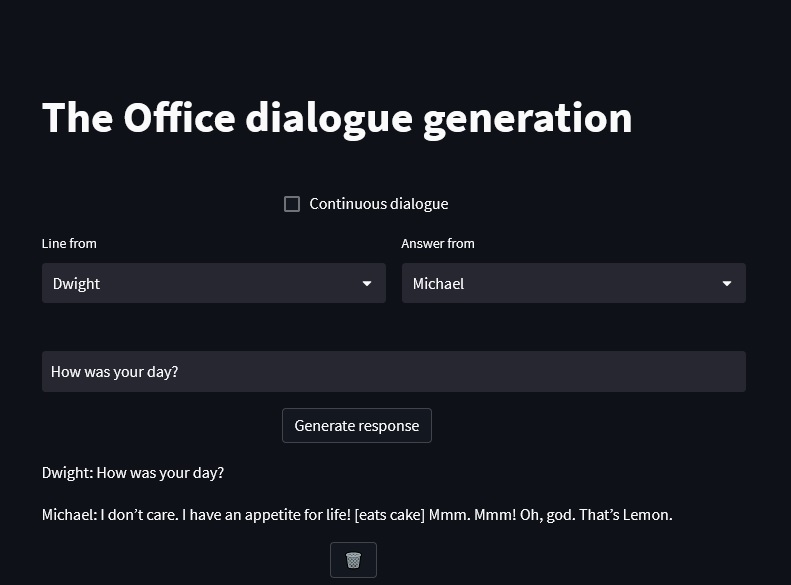 The Office dialogue generation
Continuous dialogue
Line from
Answer from
Dwight
Michael
How was your day?
Generate response
Dwight: How was your day?
Michael: I don’t care. I have an appetite for life! [eats cake] Mmm. Mmm! Oh, god. That’s Lemon.